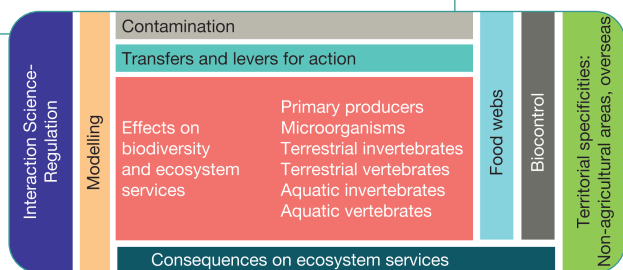 Interaction Science-
Regulation
Modelling
Contamination
Transfers and levers for action
Effects on
biodiversity
and ecosystem
services
Primary producers
Microorganisms
Terrestrial invertebrates
Terrestrial vertebrates
Aquatic invertebrates
Aquatic vertebrates
Consequences on ecosystem services
Food webs
Biocontrol
Territorial specificities:
Non-agricultural areas, overseas